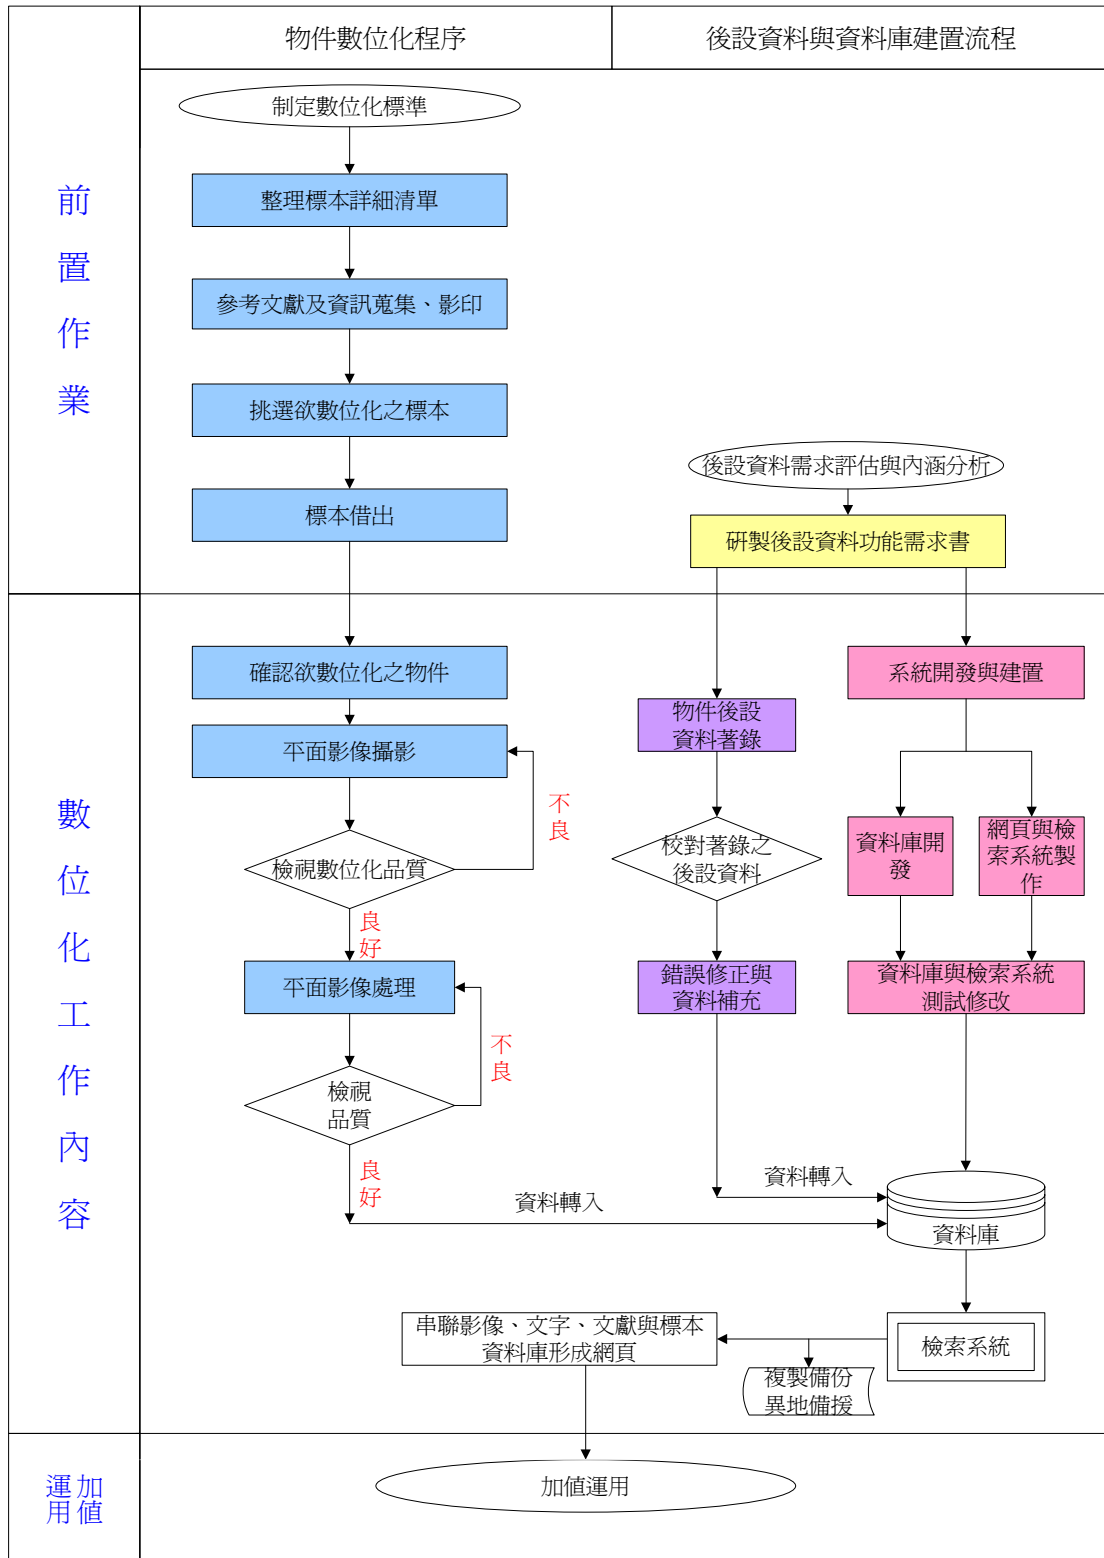 物件數位化程序
後設資料與資料庫建置流程
前置作業
制定數位化標準
整理標本詳細清單
參考文獻及資訊蒐集、影印
挑選欲數位化之標本
標本借出
後設資料需求評估與內涵分析
研製後設資料功能需求書
數位化工作內容
確認欲數位化之物件
平面影像攝影
不良
檢視數位化品質
良好
平面影像處理
不良
檢視
品質
良好
資料轉入
物件後設
資料著錄
校對著錄之
後設資料
錯誤修正與
資料補充
資料轉入
系統開發與建置
資料庫開
發
網頁與檢
索系統製
作
資料庫與檢索系統
測試修改
資料庫
檢索系統
串聯影像、文字、文獻與標本
資料庫形成網頁
複製備份
異地備援
加值運用
加值運用